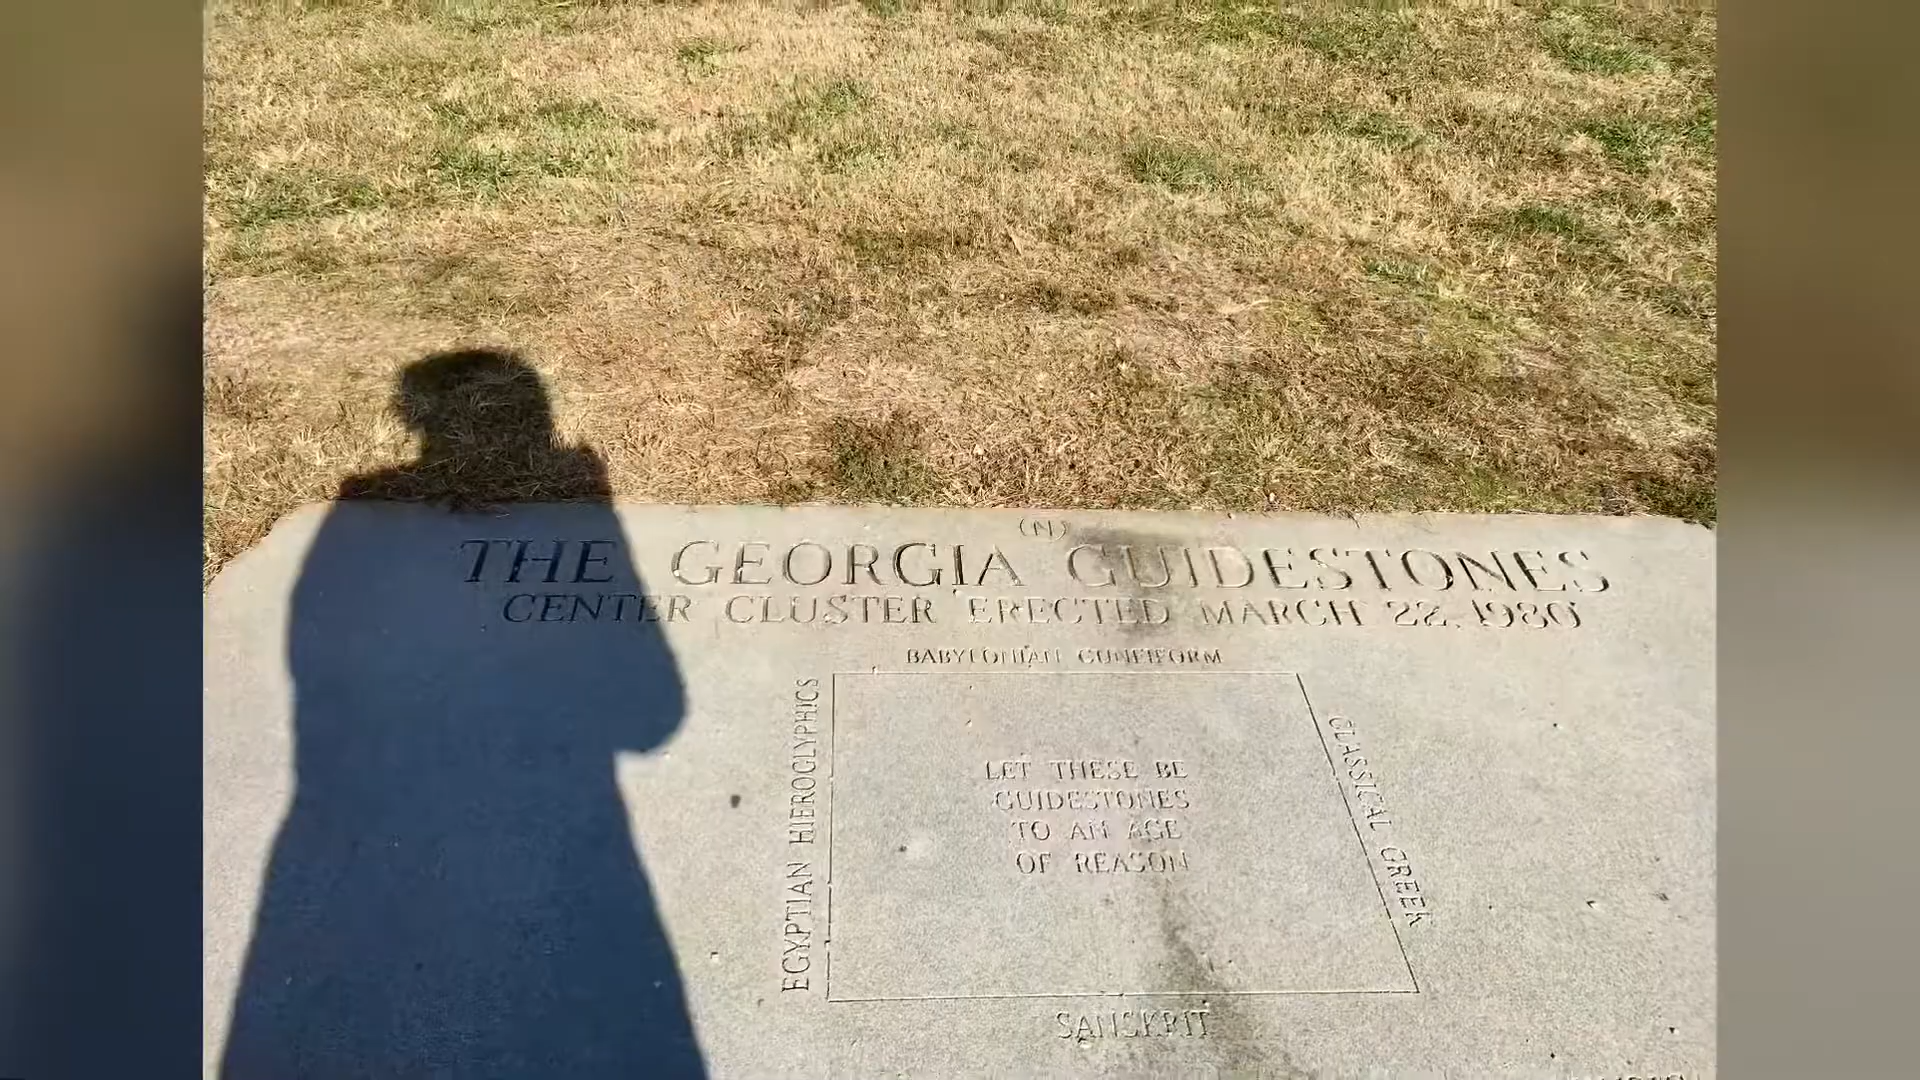 (N)
THE GEORGIA GUIDESTONES
CENTER CLUSTER ERECTED MARCH 22, 1980
BABYLONIAN CUNEIFORM
EGYPTIAN HIEROGLYPHICS
CLASSICAL GREEK
LET THESE BE
GUIDESTONES
TO AN AGE
OF REASON
SANSKRIT